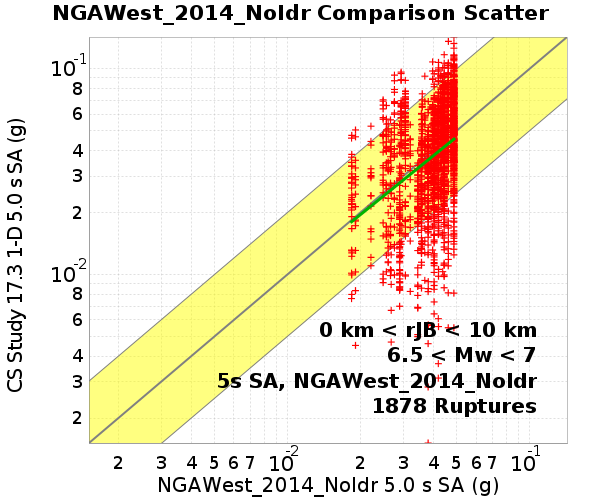 NGAWest_2014_NoIdr Comparison Scatter
CS Study 17.3 1-D 5.0 s SA (g)
10-1
8
6
4
3
2
10-2
8
6
4
3
2
0 km < rJB < 10 km
6.5 < Mw < 7
5s SA, NGAWest_2014_NoIdr
1878 Ruptures
2 3 4 5 6 7 10-2 2 3 4 5 6 7 10-1
NGAWest_2014_NoIdr 5.0 s SA (g)